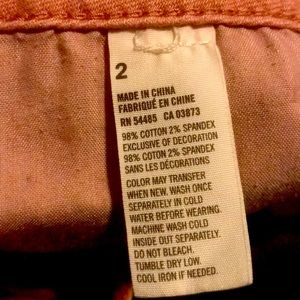 2
MADE IN CHINA
FABRIQUÉ EN CHINE
RN 54485 CA 03873
98% COTTON 2% SPANDEX
EXCLUSIVE OF DECORATION
98% COTTON 2% SPANDEX
SANS LES DÉCORATIONS
COLOR MAY TRANSFER
WHEN NEW. WASH ONCE
SEPARATELY IN COLD
WATER BEFORE WEARING.
MACHINE WASH COLD
INSIDE OUT SEPARATELY.
DO NOT BLEACH.
TUMBLE DRY LOW.
COOL IRON IF NEEDED.